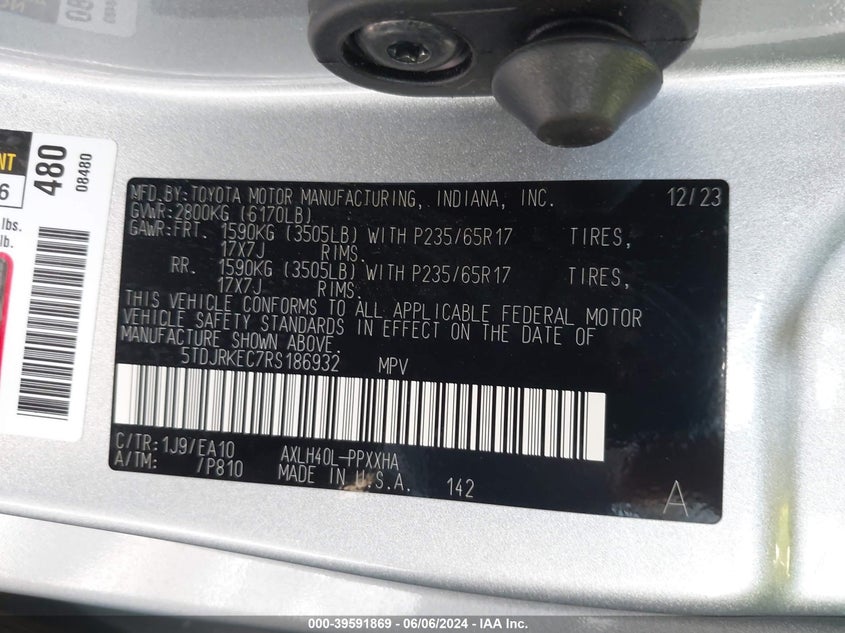 480
08480
NT
6
lbs.
lb.
MFD.BY:TOYOTA MOTOR MANUFACTURING, INDIANA, INC. 12/23
GVWR:2800KG (6170LB)
GAWR:FRT. 1590KG (3505LB) WITH P235/65R17 TIRES,
17X7J RIMS.
RR. 1590KG (3505LB) WITH P235/65R17 TIRES,
17X7J RIMS.
THIS VEHICLE CONFORMS TO ALL APPLICABLE FEDERAL MOTOR
VEHICLE SAFETY STANDARDS IN EFFECT ON THE DATE OF
MANUFACTURE SHOWN ABOVE.
5TDJRKEC7RS186932 MPV
C/TR:1J9/EA10 AXLH40L-PPXXHA
A/TM: /P810 MADE IN U.S.A. 142 A
000-39591869 - 06/06/2024 - IAA Inc.